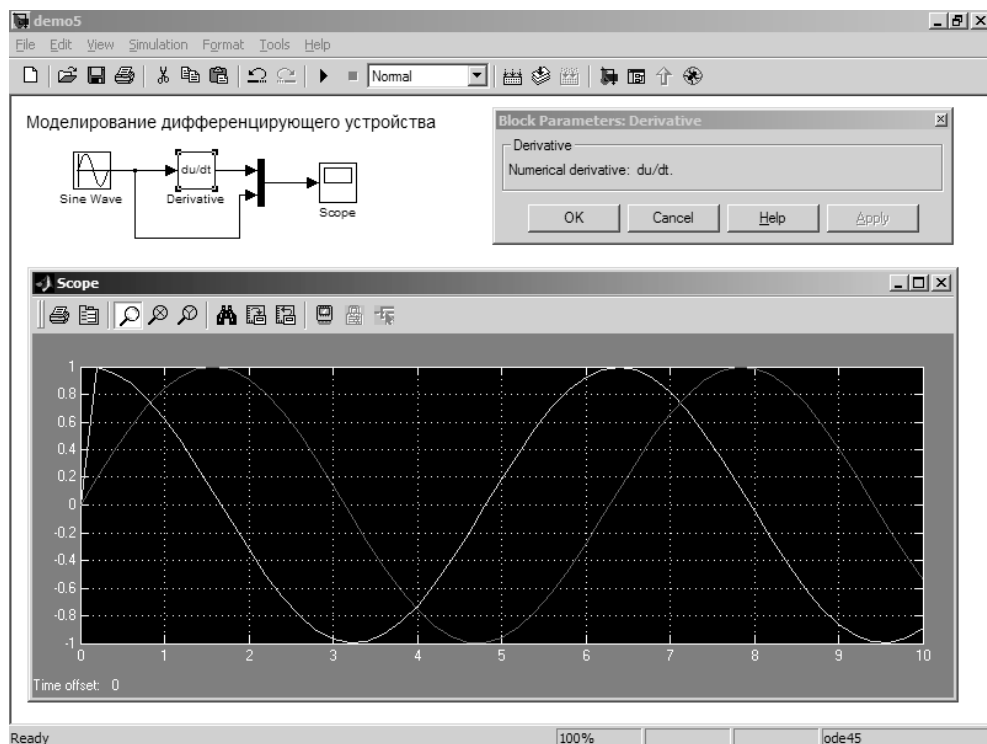 demo5
File Edit View Simulation Format Tools Help
Normal
Моделирование дифференцирующего устройства
du/dt
Sine Wave
Derivative
Scope
Block Parameters: Derivative
Derivative
Numerical derivative: du/dt.
OK Cancel Help Apply
Scope
1
0.8
0.6
0.4
0.2
0
-0.2
-0.4
-0.6
-0.8
-1
0 1 2 3 4 5 6 7 8 9 10
Time offset: 0
Ready 100% ode45